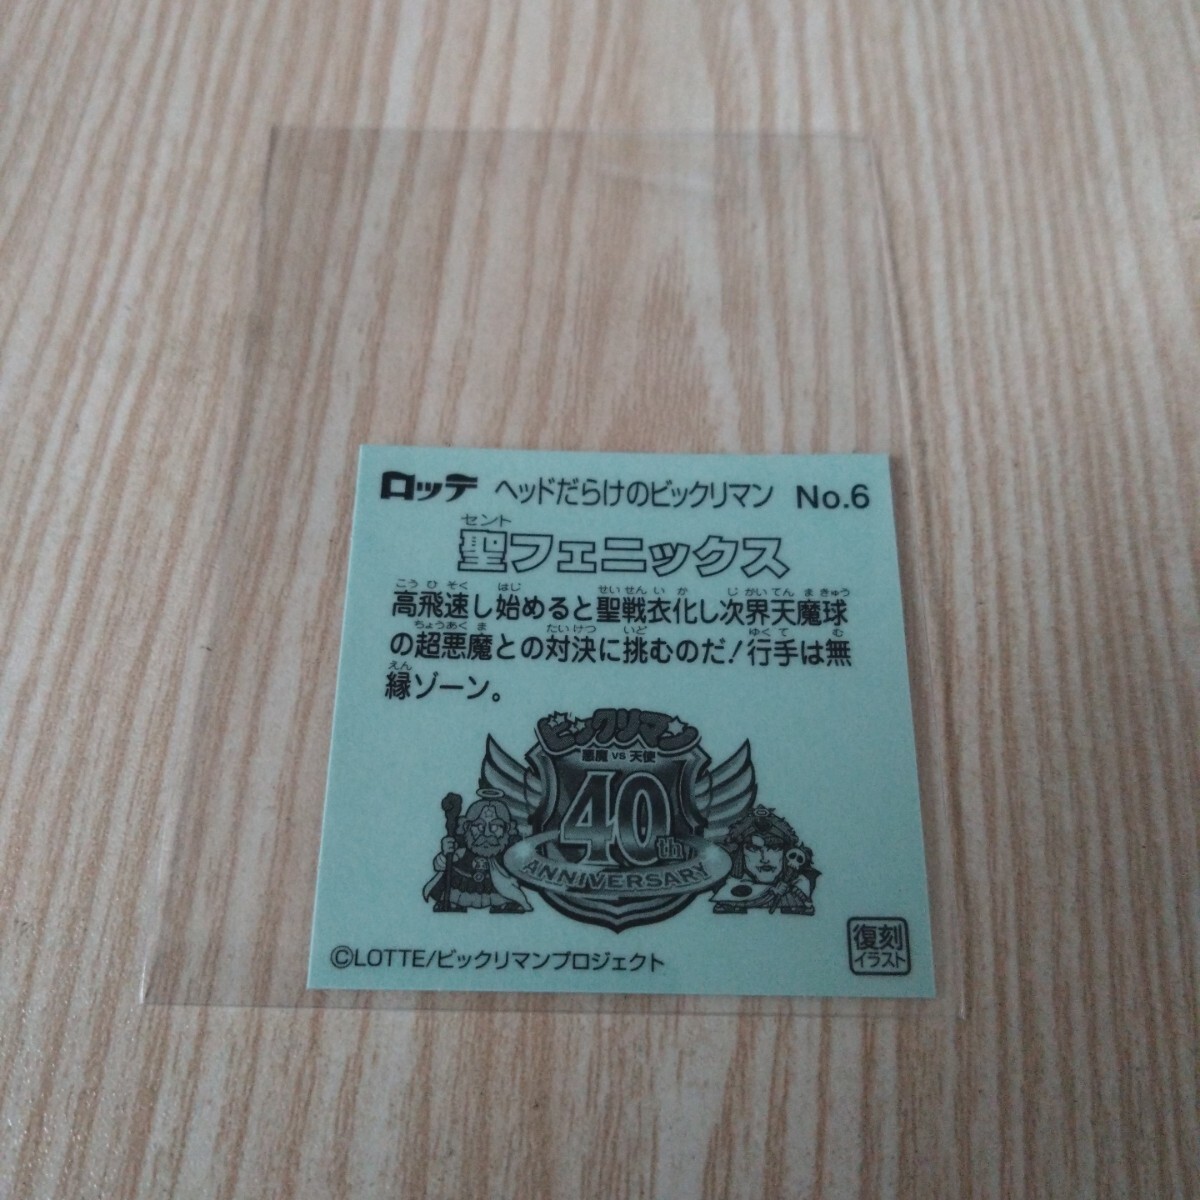 ロッテ ヘッドだらけのビックリマン No.6
セント
聖フェニックス
こう ひ そく はじ せい せん い か じ かい てん ま きゅう
高飛速し始めると聖戦衣化し次界天魔球
ちょうあく ま たい けつ いど ゆく て む
の超悪魔との対決に挑むのだ!行手は無
えん
縁ゾーン。
ビックリマン
悪魔 VS 天使
40th
ANNIVERSARY
©LOTTE/ビックリマンプロジェクト
復刻
イラスト